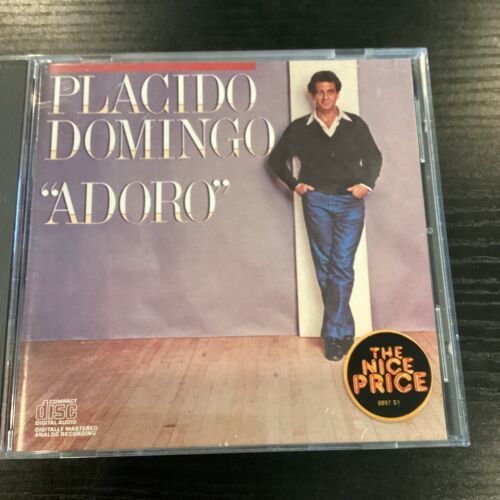 PLACIDO
DOMINGO
“ADORO”
THE
NICE
PRICE
COMPACT
disc
DIGITAL AUDIO
DIGITALLY MASTERED
ANALOG RECORDING